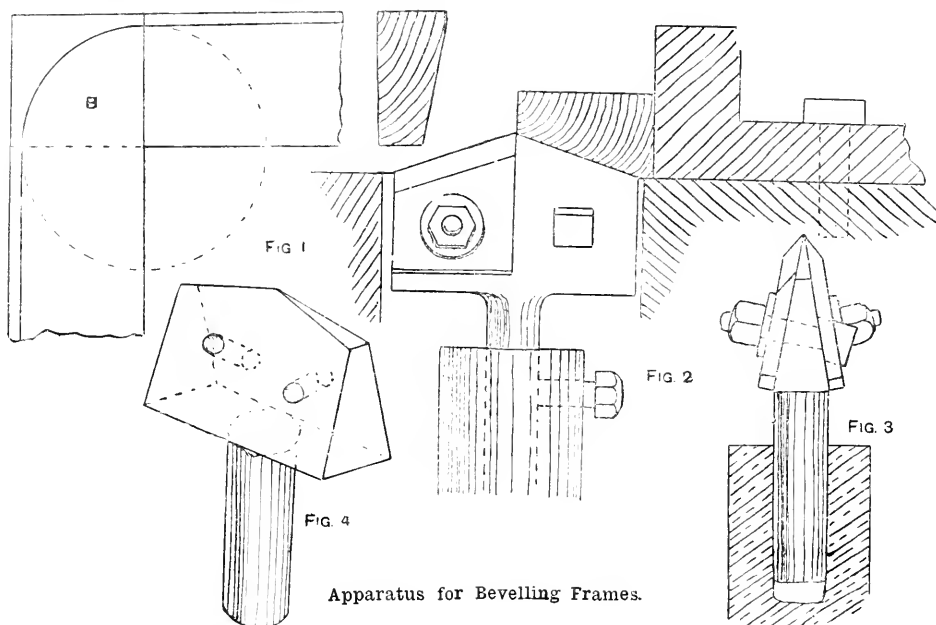 B
FIG 1
FIG. 2
FIG. 3
FIG. 4
Apparatus for Bevelling Frames.